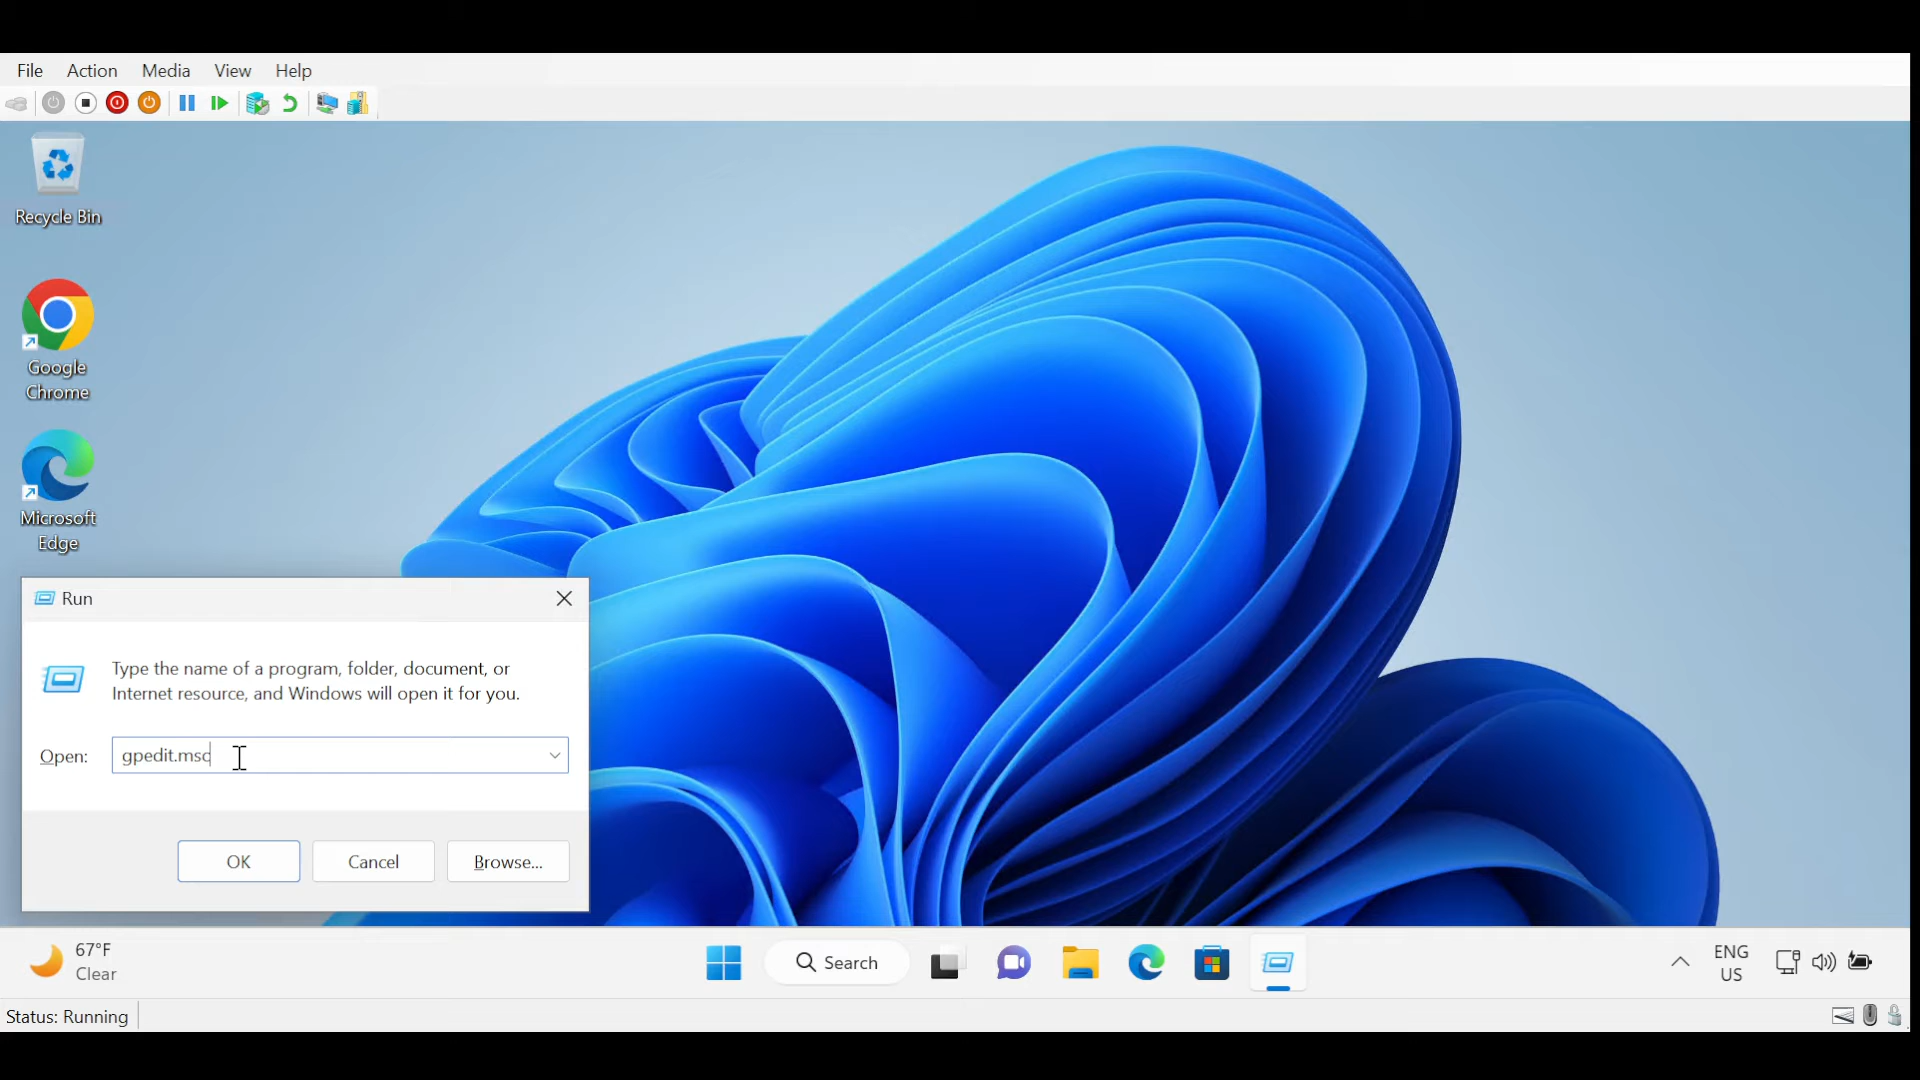 File Action Media View Help
Recycle Bin
Google
Chrome
Microsoft
Edge
Run
Type the name of a program, folder, document, or
Internet resource, and Windows will open it for you.
Open: gpedit.msc
OK Cancel Browse...
67°F
Clear
Search
ENG
US
Status: Running